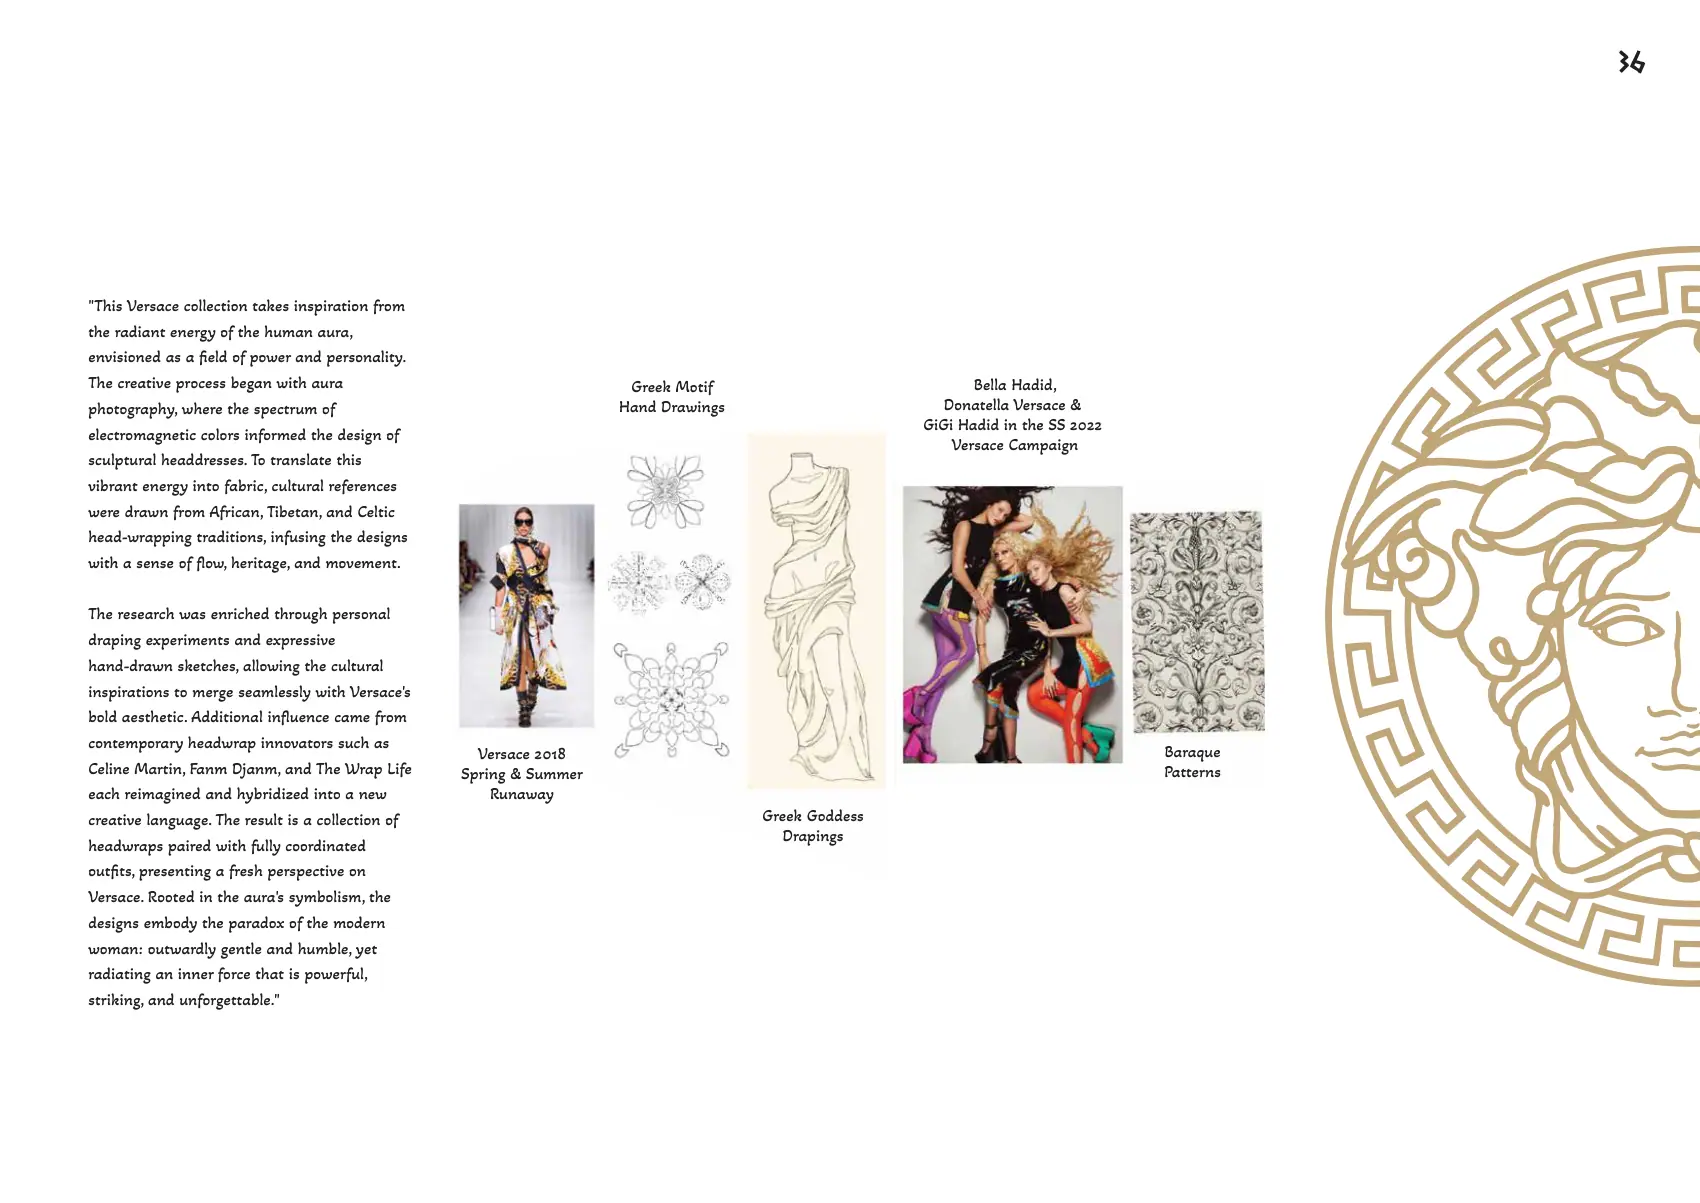 36
"This Versace collection takes inspiration from
the radiant energy of the human aura,
envisioned as a field of power and personality.
The creative process began with aura
photography, where the spectrum of
electromagnetic colors informed the design of
sculptural headdresses. To translate this
vibrant energy into fabric, cultural references
were drawn from African, Tibetan, and Celtic
head-wrapping traditions, infusing the designs
with a sense of flow, heritage, and movement.
The research was enriched through personal
draping experiments and expressive
hand-drawn sketches, allowing the cultural
inspirations to merge seamlessly with Versace's
bold aesthetic. Additional influence came from
contemporary headwrap innovators such as
Celine Martin, Fanm Djanm, and The Wrap Life
each reimagined and hybridized into a new
creative language. The result is a collection of
headwraps paired with fully coordinated
outfits, presenting a fresh perspective on
Versace. Rooted in the aura's symbolism, the
designs embody the paradox of the modern
woman: outwardly gentle and humble, yet
radiating an inner force that is powerful,
striking, and unforgettable."
Versace 2018
Spring & Summer
Runaway
Greek Motif
Hand Drawings
Greek Goddess
Drapings
Bella Hadid,
Donatella Versace &
GiGi Hadid in the SS 2022
Versace Campaign
Baraque
Patterns